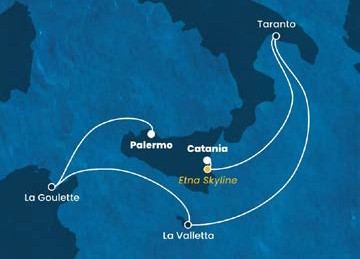 Taranto
Palermo
Catania
Etna Skyline
La Goulette
La Valletta